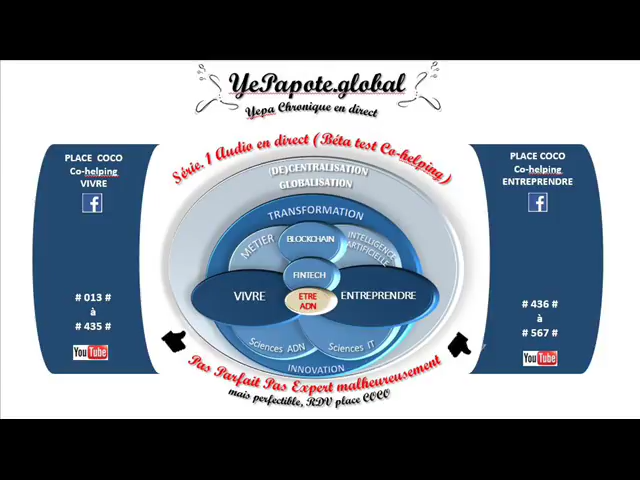 YePapote.global
Yepa Chronique en direct
Série. 1 Audio en direct (Béta test Co-helping)
PLACE COCO
Co-helping
VIVRE
f
# 013 #
à
# 435 #
YouTube
(DE)CENTRALISATION
GLOBALISATION
TRANSFORMATION
METIER
BLOCKCHAIN
INTELLIGENCE
ARTIFICIELLE
FINTECH
VIVRE
ETRE
ADN
ENTREPRENDRE
Sciences ADN
Sciences IT
INNOVATION
PLACE COCO
Co-helping
ENTREPRENDRE
f
# 436 #
à
# 567 #
YouTube
Pas Parfait Pas Expert malheureusement
mais perfectible, RDV place COCO